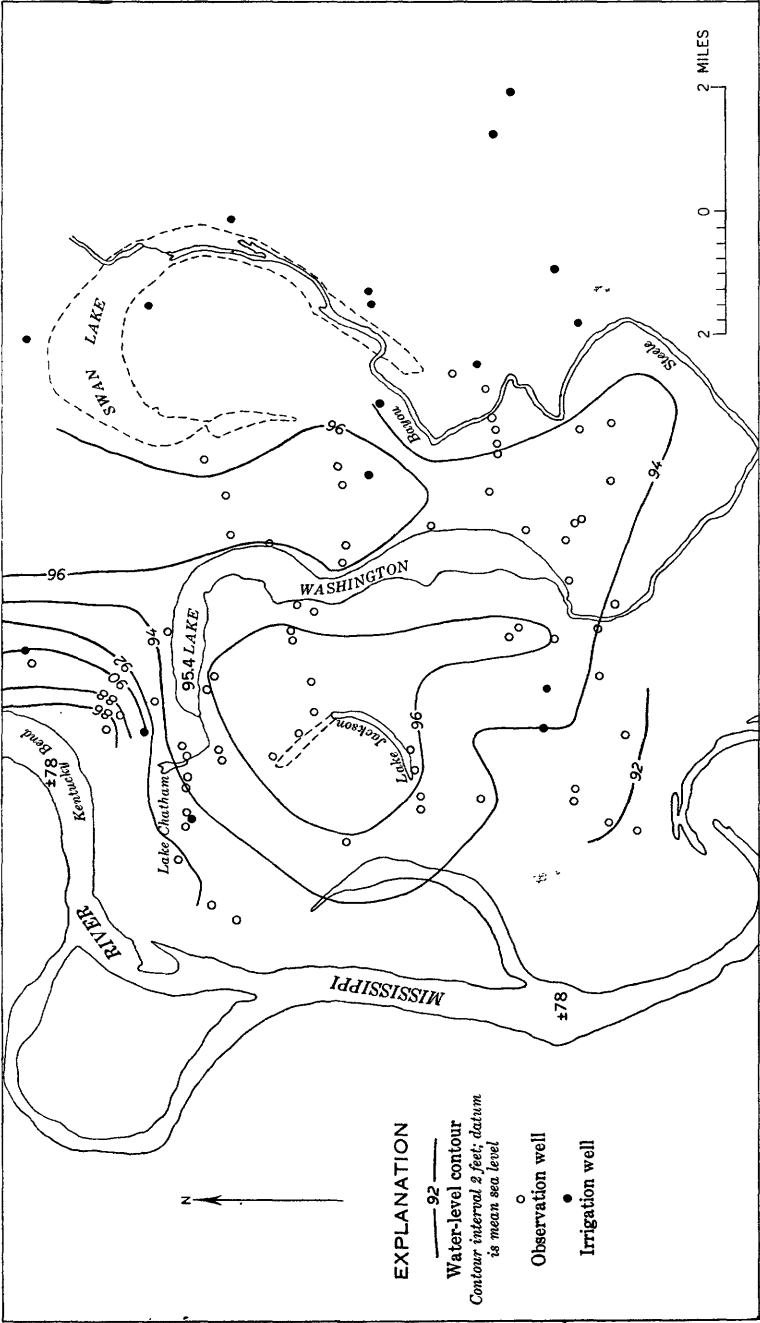 SWAN LAKE
96
Bayou
Steele
94
96
WASHINGTON
95.4 LAKE
94
92
90
88
86
Bend
±78
Kentucky
Lake Chatham
Lake Jackson
96
92
RIVER
MISSISSIPPI
±78
2 0 2 MILES
N
EXPLANATION
92
Water-level contour
Contour interval 2 feet; datum
is mean sea level
Observation well
Irrigation well